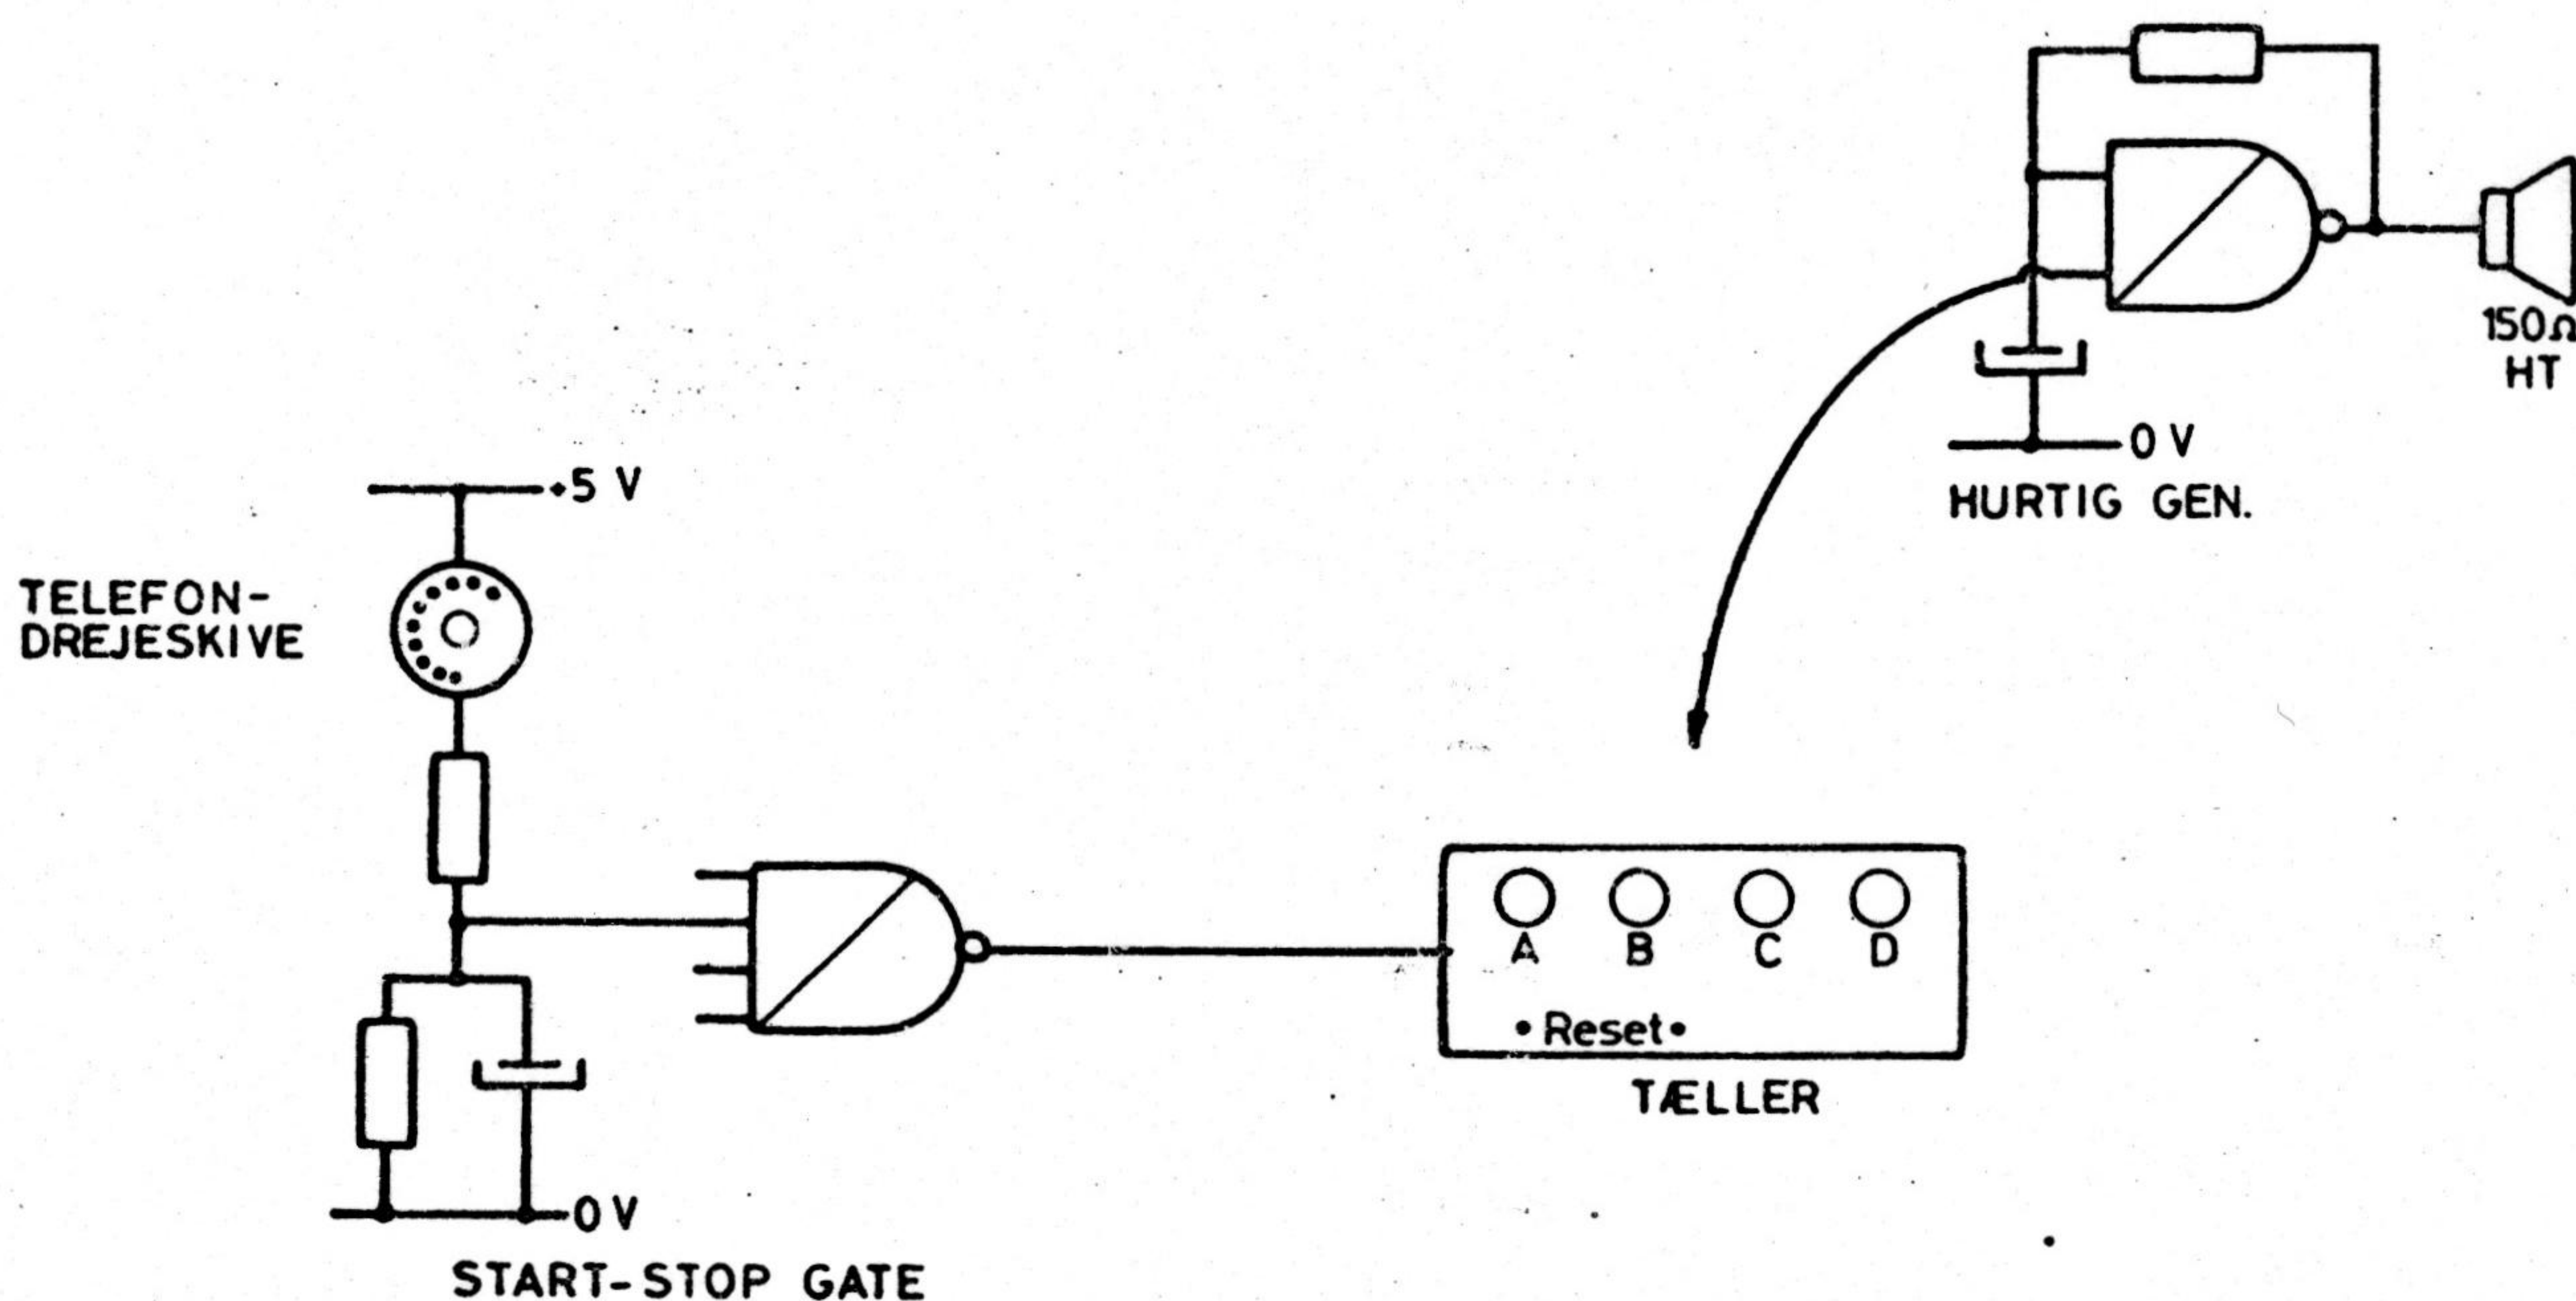 150Ω
HT
0 V
HURTIG GEN.
+5 V
TELEFON-
DREJESKIVE
A B C D
• Reset •
TÆLLER
0 V
START-STOP GATE